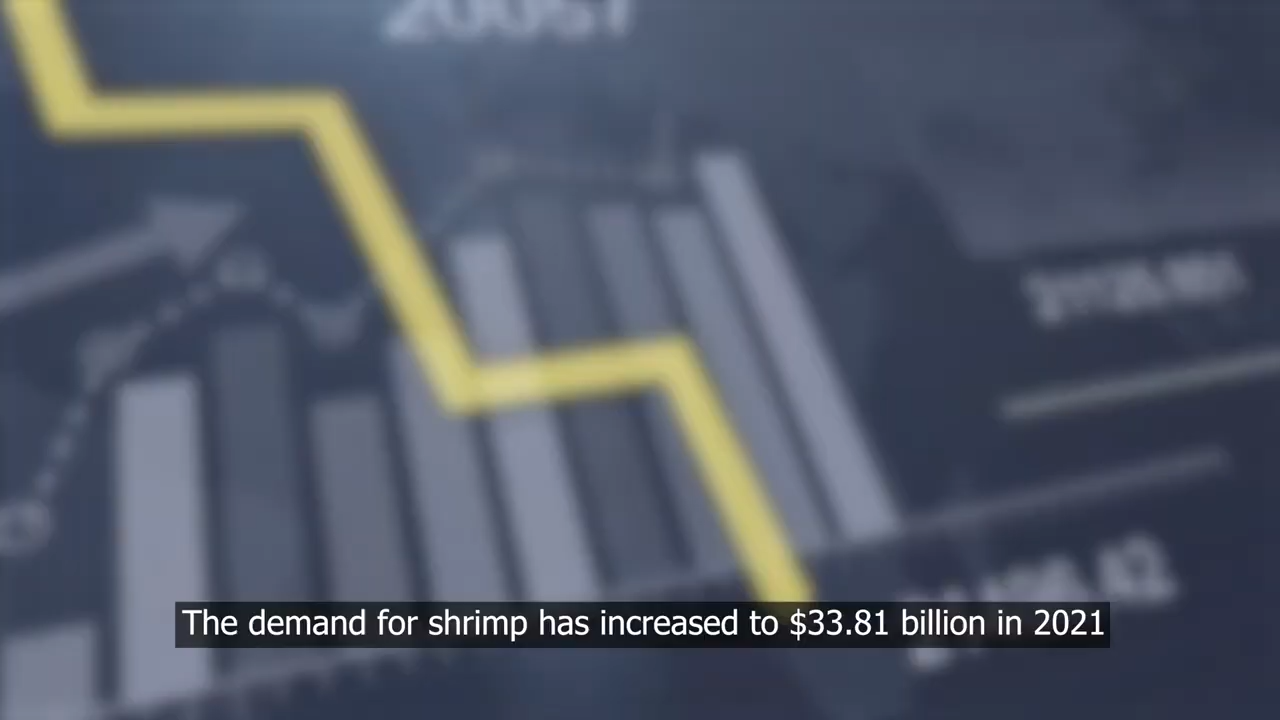 The demand for shrimp has increased to $33.81 billion in 2021